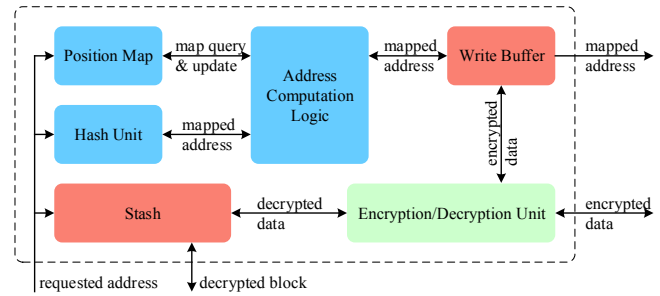 Position Map
map query
& update
Address
Computation
Logic
mapped
address
Write Buffer
mapped
address
Hash Unit
mapped
address
encrypted
data
Stash
decrypted
data
Encryption/Decryption Unit
encrypted
data
requested address
decrypted block